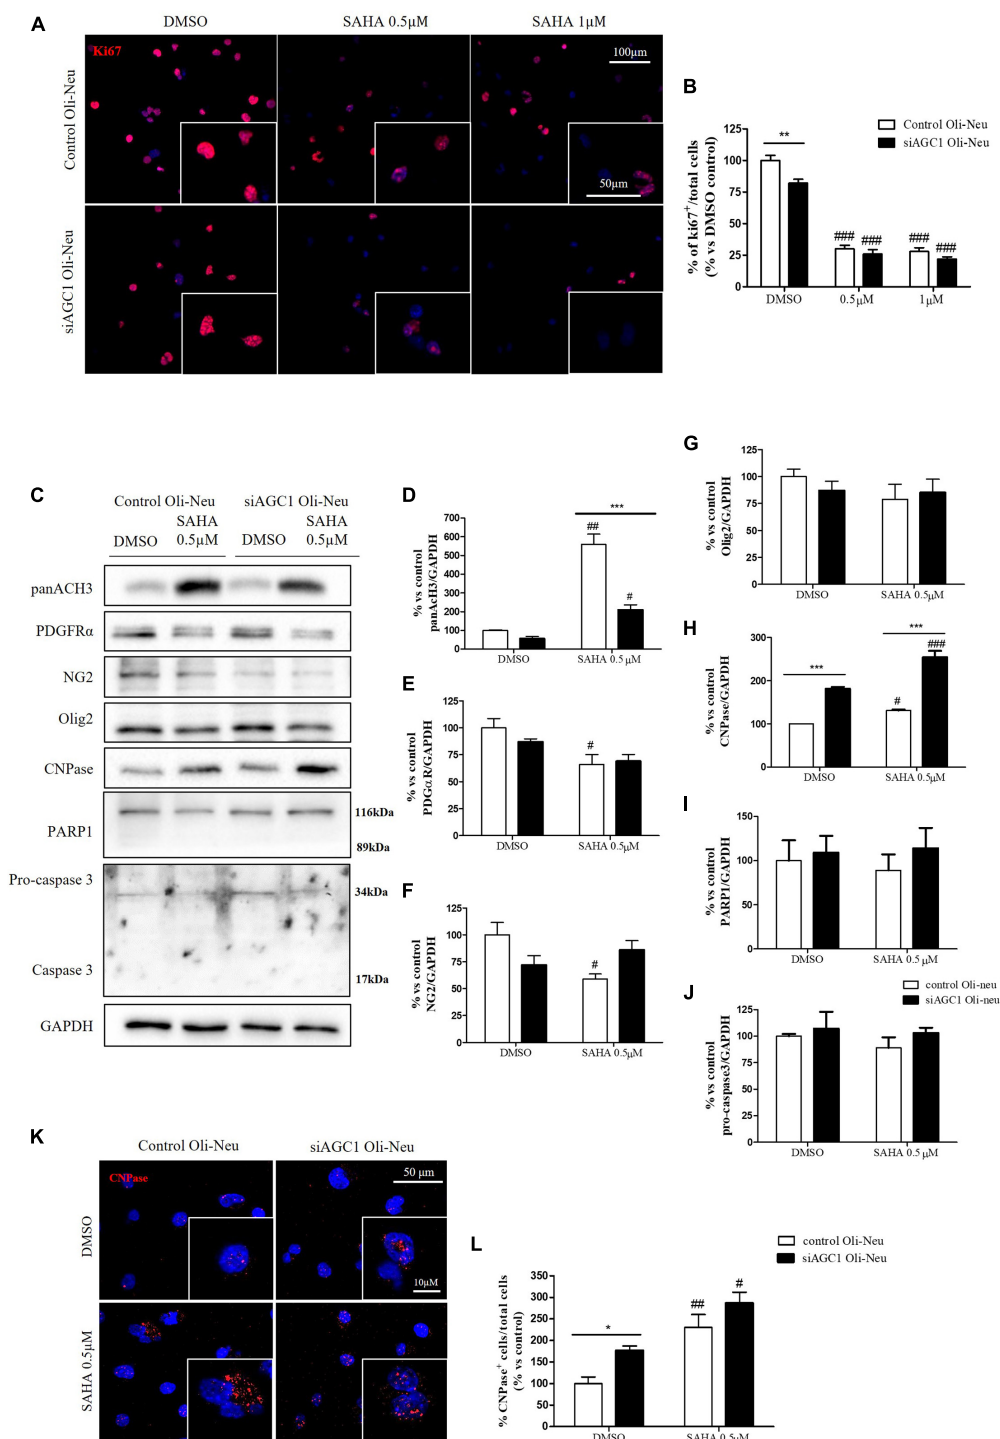 A
DMSO
SAHA 0.5µM
SAHA 1µM
Ki67
100µm
50µm
Control Oli-Neu
siAGC1 Oli-Neu
B
Control Oli-Neu
siAGC1 Oli-Neu
% of ki67+/total cells
(% vs DMSO control)
125
100
75
50
25
0
**
###
###
###
###
DMSO
0.5µM
1µM
C
Control Oli-Neu
siAGC1 Oli-Neu
DMSO
SAHA
0.5µM
DMSO
SAHA
0.5µM
panACH3
PDGFRα
NG2
Olig2
CNPase
PARP1
116kDa
89kDa
Pro-caspase 3
34kDa
Caspase 3
17kDa
GAPDH
D
% vs control
panAcH3/GAPDH
700
600
500
400
300
200
100
0
##
***
#
DMSO
SAHA 0.5 µM
E
% vs control
PDGαR/GAPDH
125
100
75
50
25
0
#
DMSO
SAHA 0.5µM
F
% vs control
NG2/GAPDH
125
100
75
50
25
0
#
DMSO
SAHA 0.5µM
G
% vs control
Olig2/GAPDH
125
100
75
50
25
0
DMSO
SAHA 0.5µM
H
% vs control
CNPase/GAPDH
300
200
100
0
***
***
#
###
DMSO
SAHA 0.5µM
I
% vs control
PARP1/GAPDH
150
100
50
0
DMSO
SAHA 0.5µM
J
control Oli-neu
siAGC1 Oli-neu
% vs control
pro-caspase3/GAPDH
125
100
75
50
25
0
DMSO
SAHA 0.5 µM
K
Control Oli-Neu
siAGC1 Oli-Neu
CNPase
50 µm
10µM
DMSO
SAHA 0.5µM
L
control Oli-Neu
siAGC1 Oli-Neu
% CNPase+ cells/total cells
(% vs control)
350
300
250
200
150
100
50
0
*
##
#
DMSO
SAHA 0.5µM